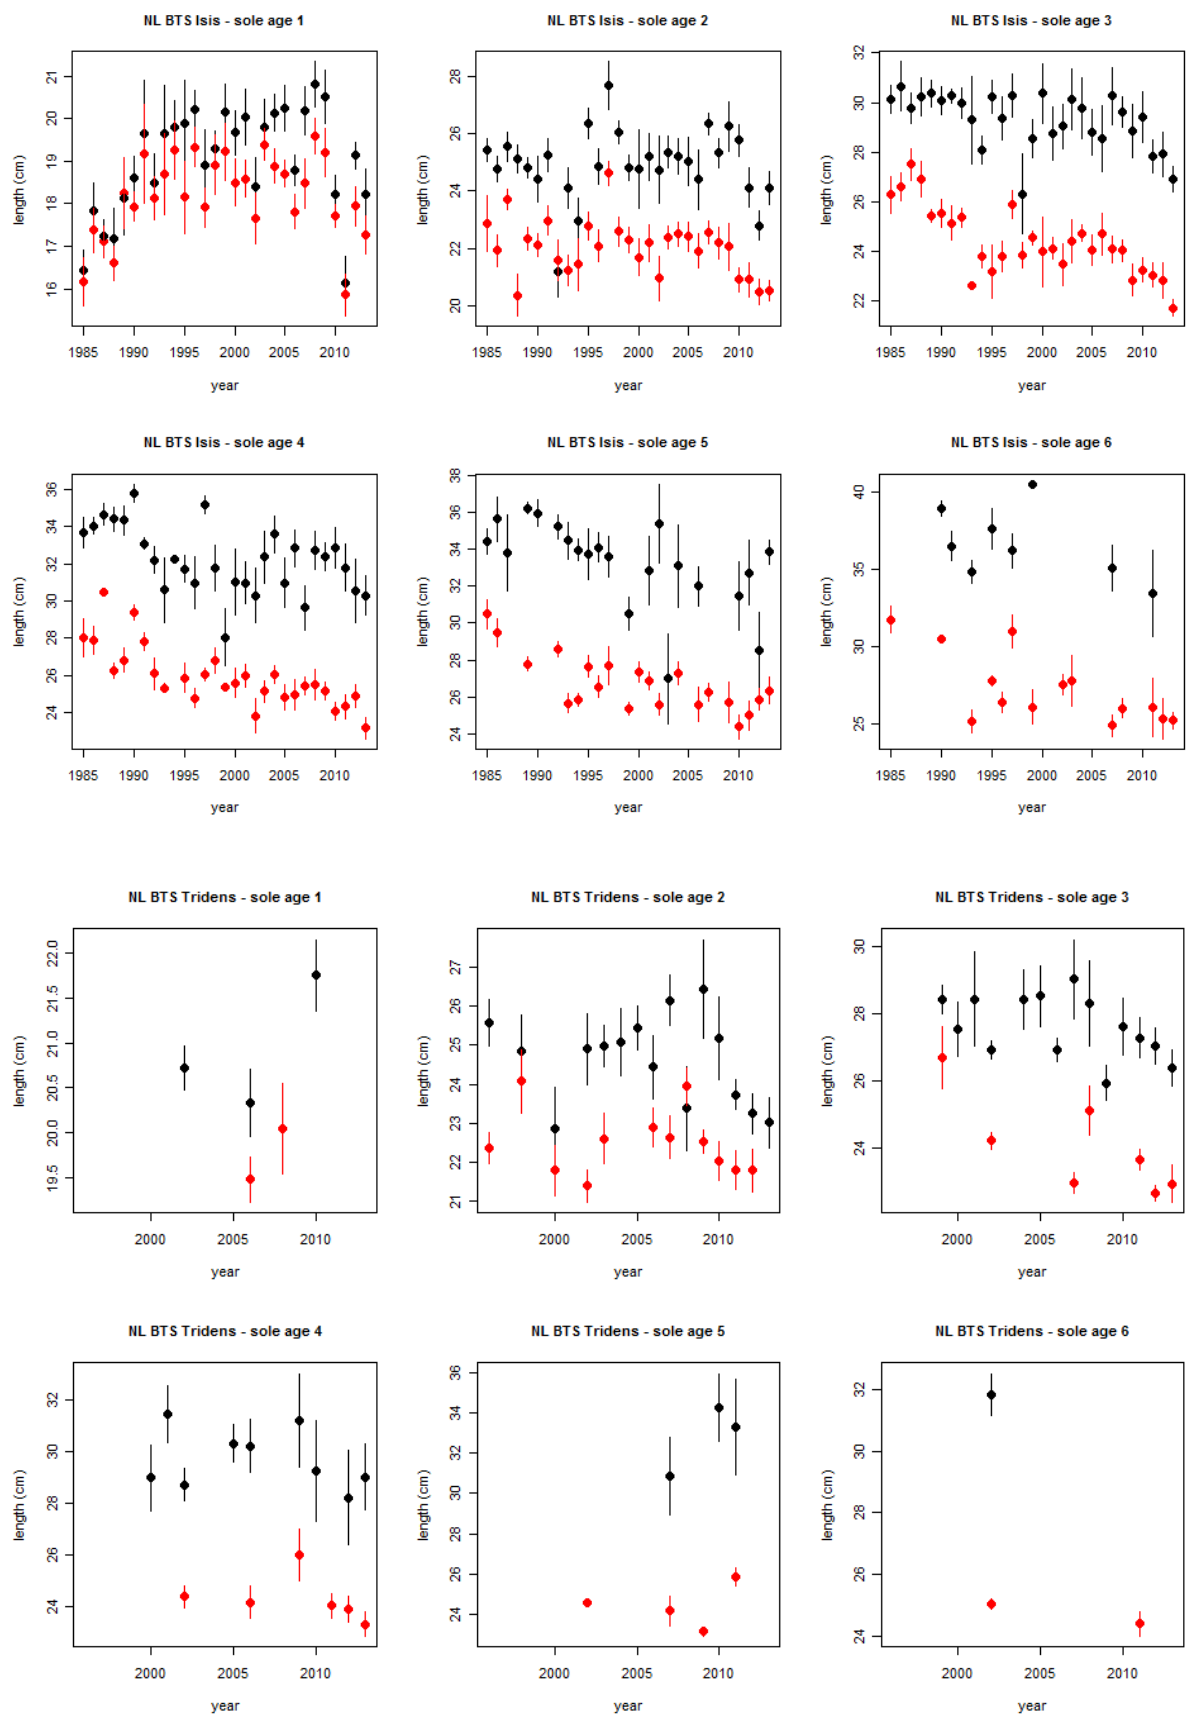 NL BTS Isis - sole age 1
NL BTS Isis - sole age 2
NL BTS Isis - sole age 3
16 17 18 19 20 21
length (cm)
20 22 24 26 28
length (cm)
22 24 26 28 30 32
length (cm)
1985 1990 1995 2000 2005 2010
1985 1990 1995 2000 2005 2010
1985 1990 1995 2000 2005 2010
year
year
year
NL BTS Isis - sole age 4
NL BTS Isis - sole age 5
NL BTS Isis - sole age 6
24 26 28 30 32 34 36
length (cm)
24 26 28 30 32 34 36 38
length (cm)
25 30 35 40
length (cm)
1985 1990 1995 2000 2005 2010
1985 1990 1995 2000 2005 2010
1985 1990 1995 2000 2005 2010
year
year
year
NL BTS Tridens - sole age 1
NL BTS Tridens - sole age 2
NL BTS Tridens - sole age 3
19.5 20.0 20.5 21.0 21.5 22.0
length (cm)
21 22 23 24 25 26 27
length (cm)
24 26 28 30
length (cm)
2000 2005 2010
2000 2005 2010
2000 2005 2010
year
year
year
NL BTS Tridens - sole age 4
NL BTS Tridens - sole age 5
NL BTS Tridens - sole age 6
24 26 28 30 32
length (cm)
24 26 28 30 32 34 36
length (cm)
24 26 28 30 32
length (cm)
2000 2005 2010
2000 2005 2010
2000 2005 2010
year
year
year